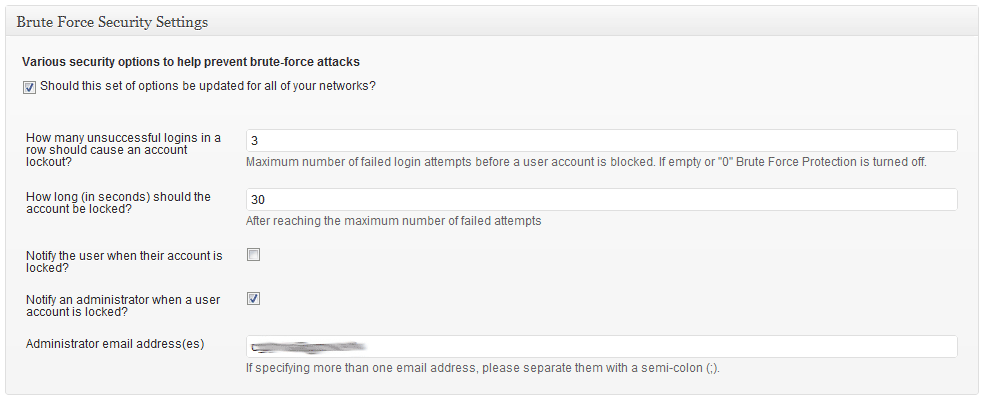 Brute Force Security Settings
Various security options to help prevent brute-force attacks
Should this set of options be updated for all of your networks?
How many unsuccessful logins in a
row should cause an account
lockout?
3
Maximum number of failed login attempts before a user account is blocked. If empty or "0" Brute Force Protection is turned off.
How long (in seconds) should the
account be locked?
30
After reaching the maximum number of failed attempts
Notify the user when their account is
locked?
Notify an administrator when a user
account is locked?
Administrator email address(es)
If specifying more than one email address, please separate them with a semi-colon (;).